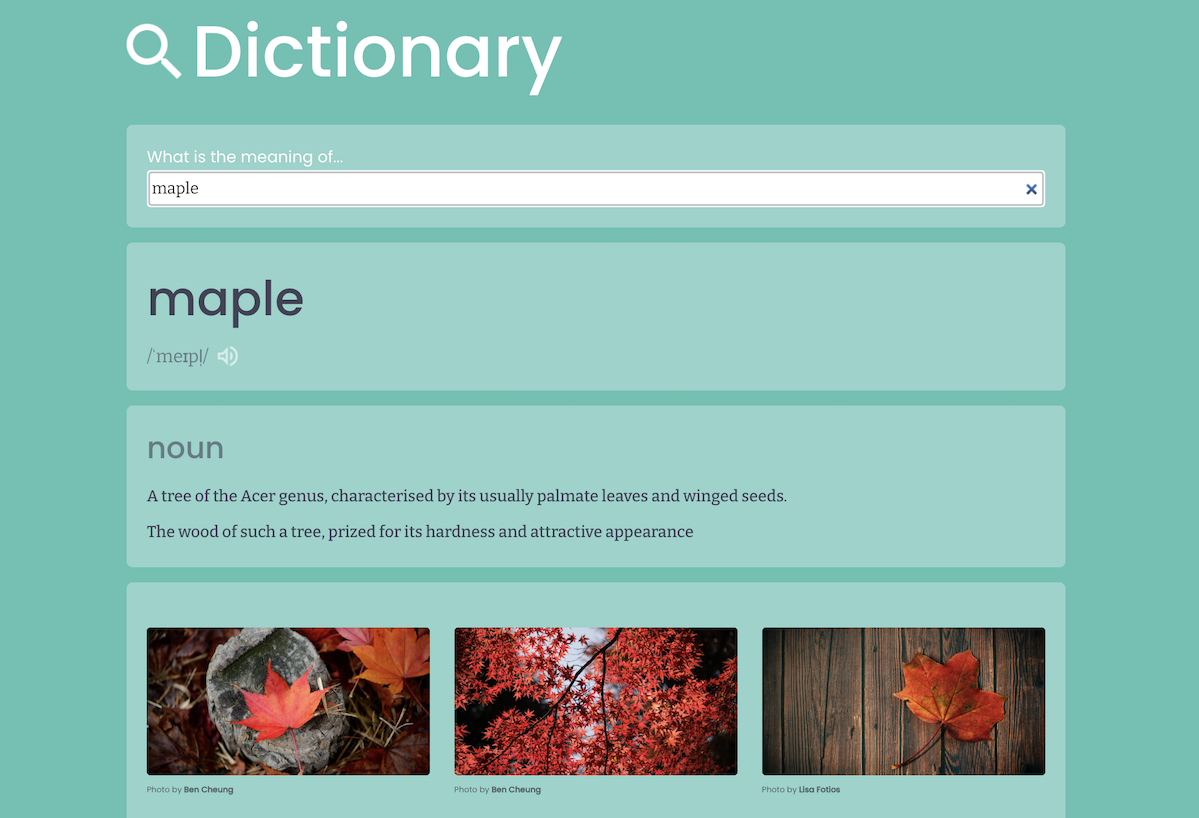 Dictionary
What is the meaning of...
maple
maple
/ˈmeɪpl̩/
noun
A tree of the Acer genus, characterised by its usually palmate leaves and winged seeds.
The wood of such a tree, prized for its hardness and attractive appearance
Photo by Ben Cheung
Photo by Ben Cheung
Photo by Lisa Fotios